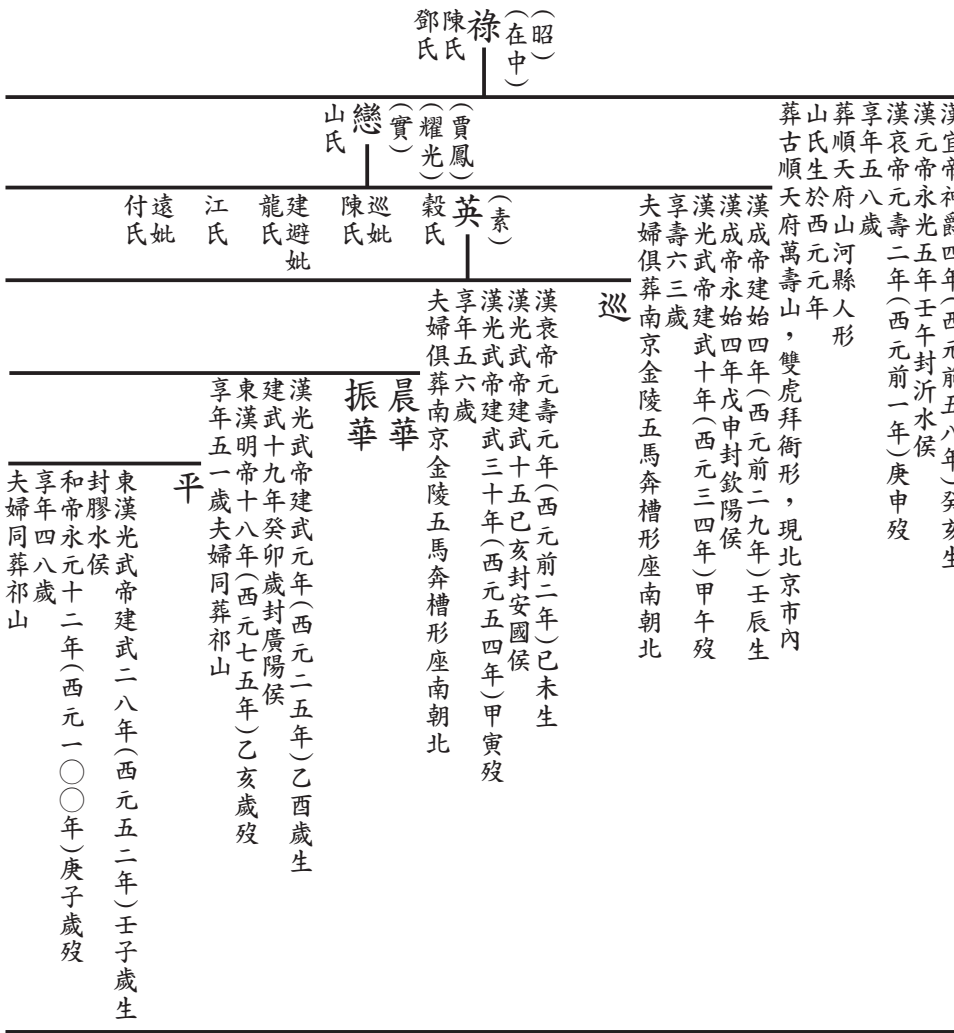 (昭)
(在中)
祿
陳氏
鄧氏
漢宣帝神爵四年(西元前五八年)癸亥生
漢元帝永光五年壬午封沂水侯
漢哀帝元壽二年(西元前一年)庚申歿
享年五八歲
葬順天府山河縣人形
山氏生於西元元年
葬古順天府萬壽山，雙虎拜衙形，現北京市內
(賈鳳)
(耀光)
(實)
戀
山氏
漢成帝建始四年(西元前二九年)壬辰生
漢成帝永始四年戊申封欽陽侯
漢光武帝建武十年(西元三四年)甲午歿
享壽六三歲
夫婦俱葬南京金陵五馬奔槽形座南朝北
(素)
英
穀氏
巡妣
陳氏
建避妣
龍氏
江氏
遠妣
付氏
巡
漢衰帝元壽元年(西元前二年)已未生
漢光武帝建武十五已亥封安國侯
漢光武帝建武三十年(西元五四年)甲寅歿
享年五六歲
夫婦俱葬南京金陵五馬奔槽形座南朝北
晨華
振華
漢光武帝建武元年(西元二五年)乙酉歲生
建武十九年癸卯歲封廣陽侯
東漢明帝十八年(西元七五年)乙亥歲歿
享年五一歲夫婦同葬祁山
平
東漢光武帝建武二八年(西元五二年)壬子歲生
封膠水侯
和帝永元十二年(西元一〇〇年)庚子歲歿
享年四八歲
夫婦同葬祁山